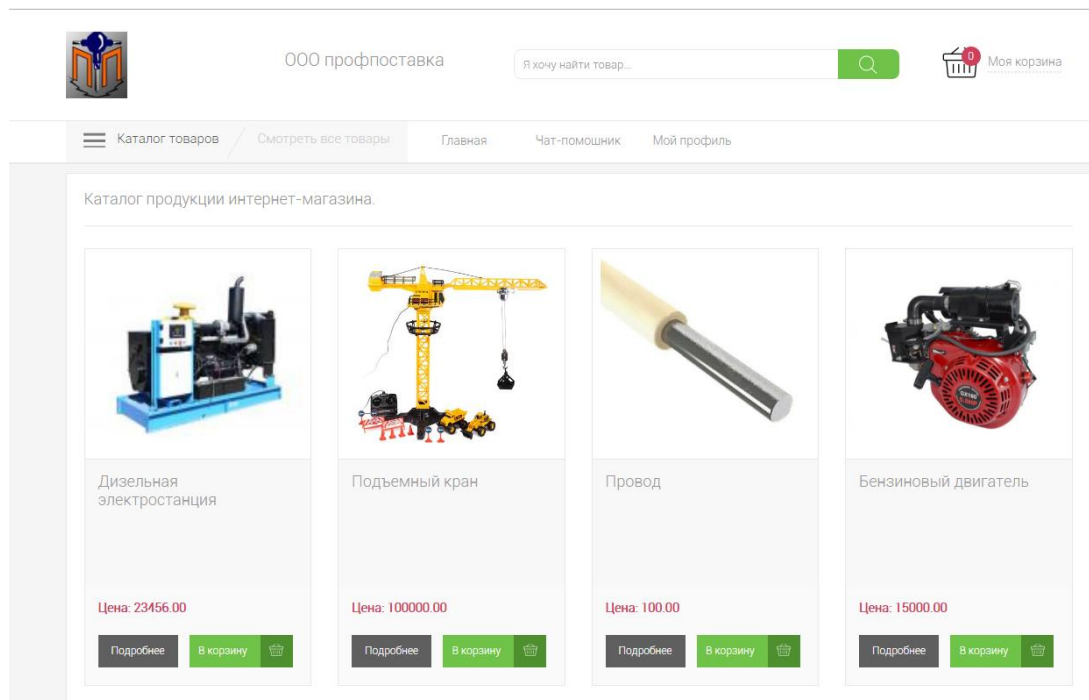 ООО профпоставка
Я хочу найти товар...
0
Моя корзина
Каталог товаров
Смотреть все товары
Главная
Чат-помошник
Мой профиль
Каталог продукции интернет-магазина.
Дизельная
электростанция
Подъемный кран
Провод
Бензиновый двигатель
Цена: 23456.00
Цена: 100000.00
Цена: 100.00
Цена: 15000.00
Подробнее
В корзину
Подробнее
В корзину
Подробнее
В корзину
Подробнее
В корзину